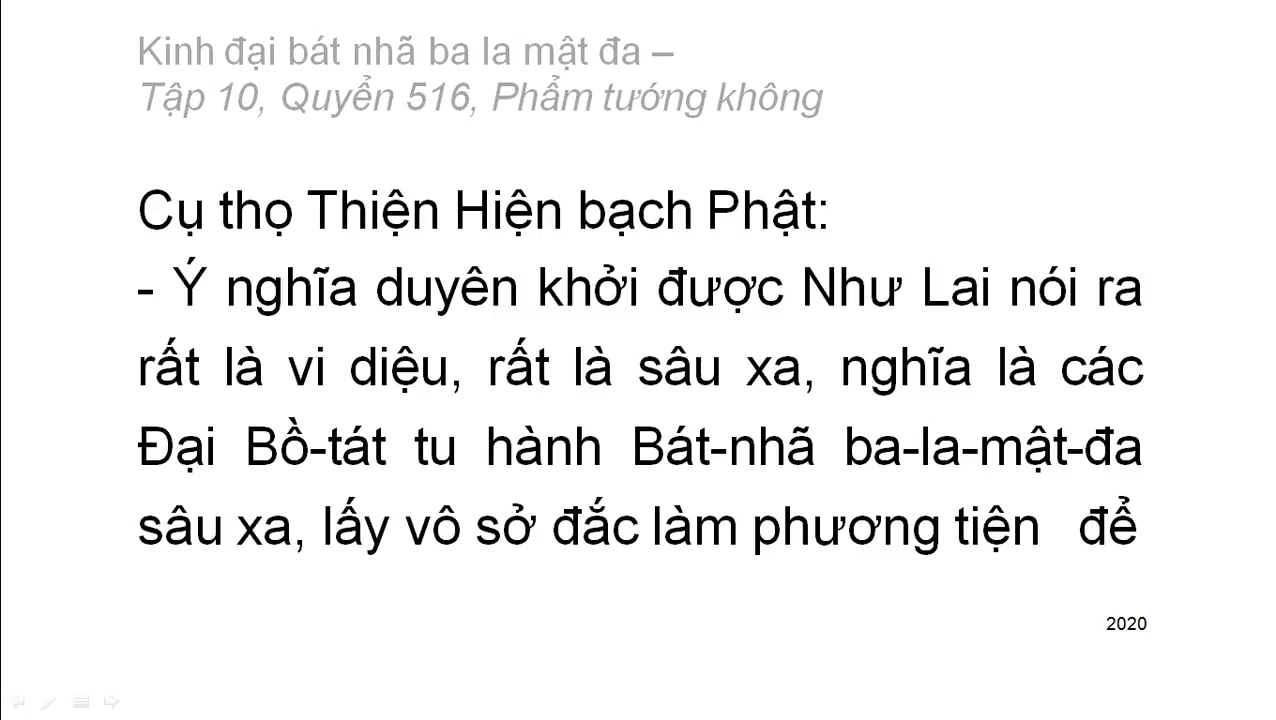 Kinh đại bát nhã ba la mật đa –
Tập 10, Quyển 516, Phẩm tướng không
Cụ thọ Thiện Hiện bạch Phật:
- Ý nghĩa duyên khởi được Như Lai nói ra
rất là vi diệu, rất là sâu xa, nghĩa là các
Đại Bồ-tát tu hành Bát-nhã ba-la-mật-đa
sâu xa, lấy vô sở đắc làm phương tiện để
2020